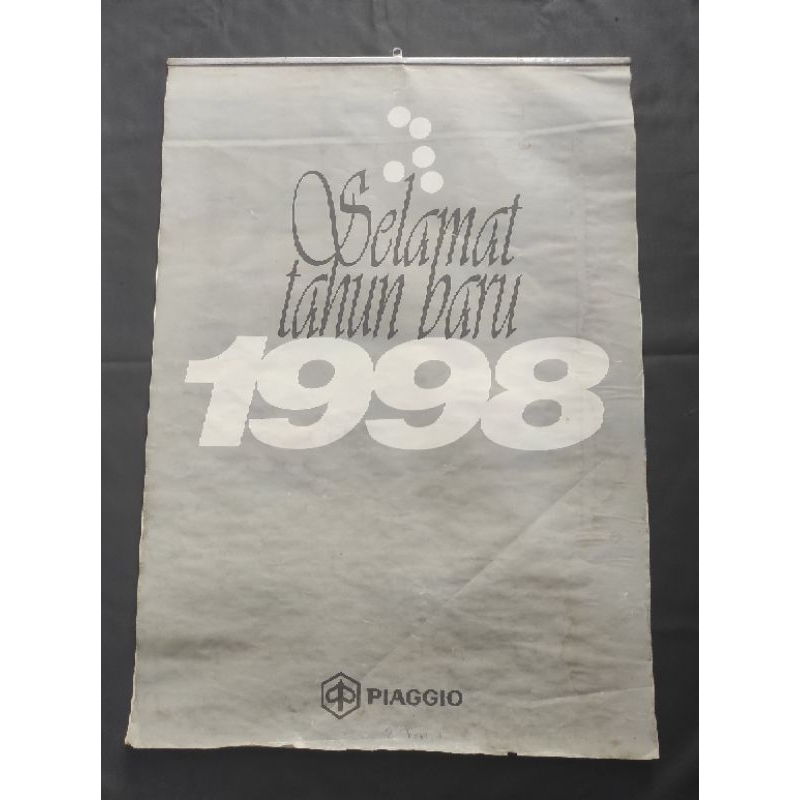 Selamat
tahun baru
1998
PIAGGIO